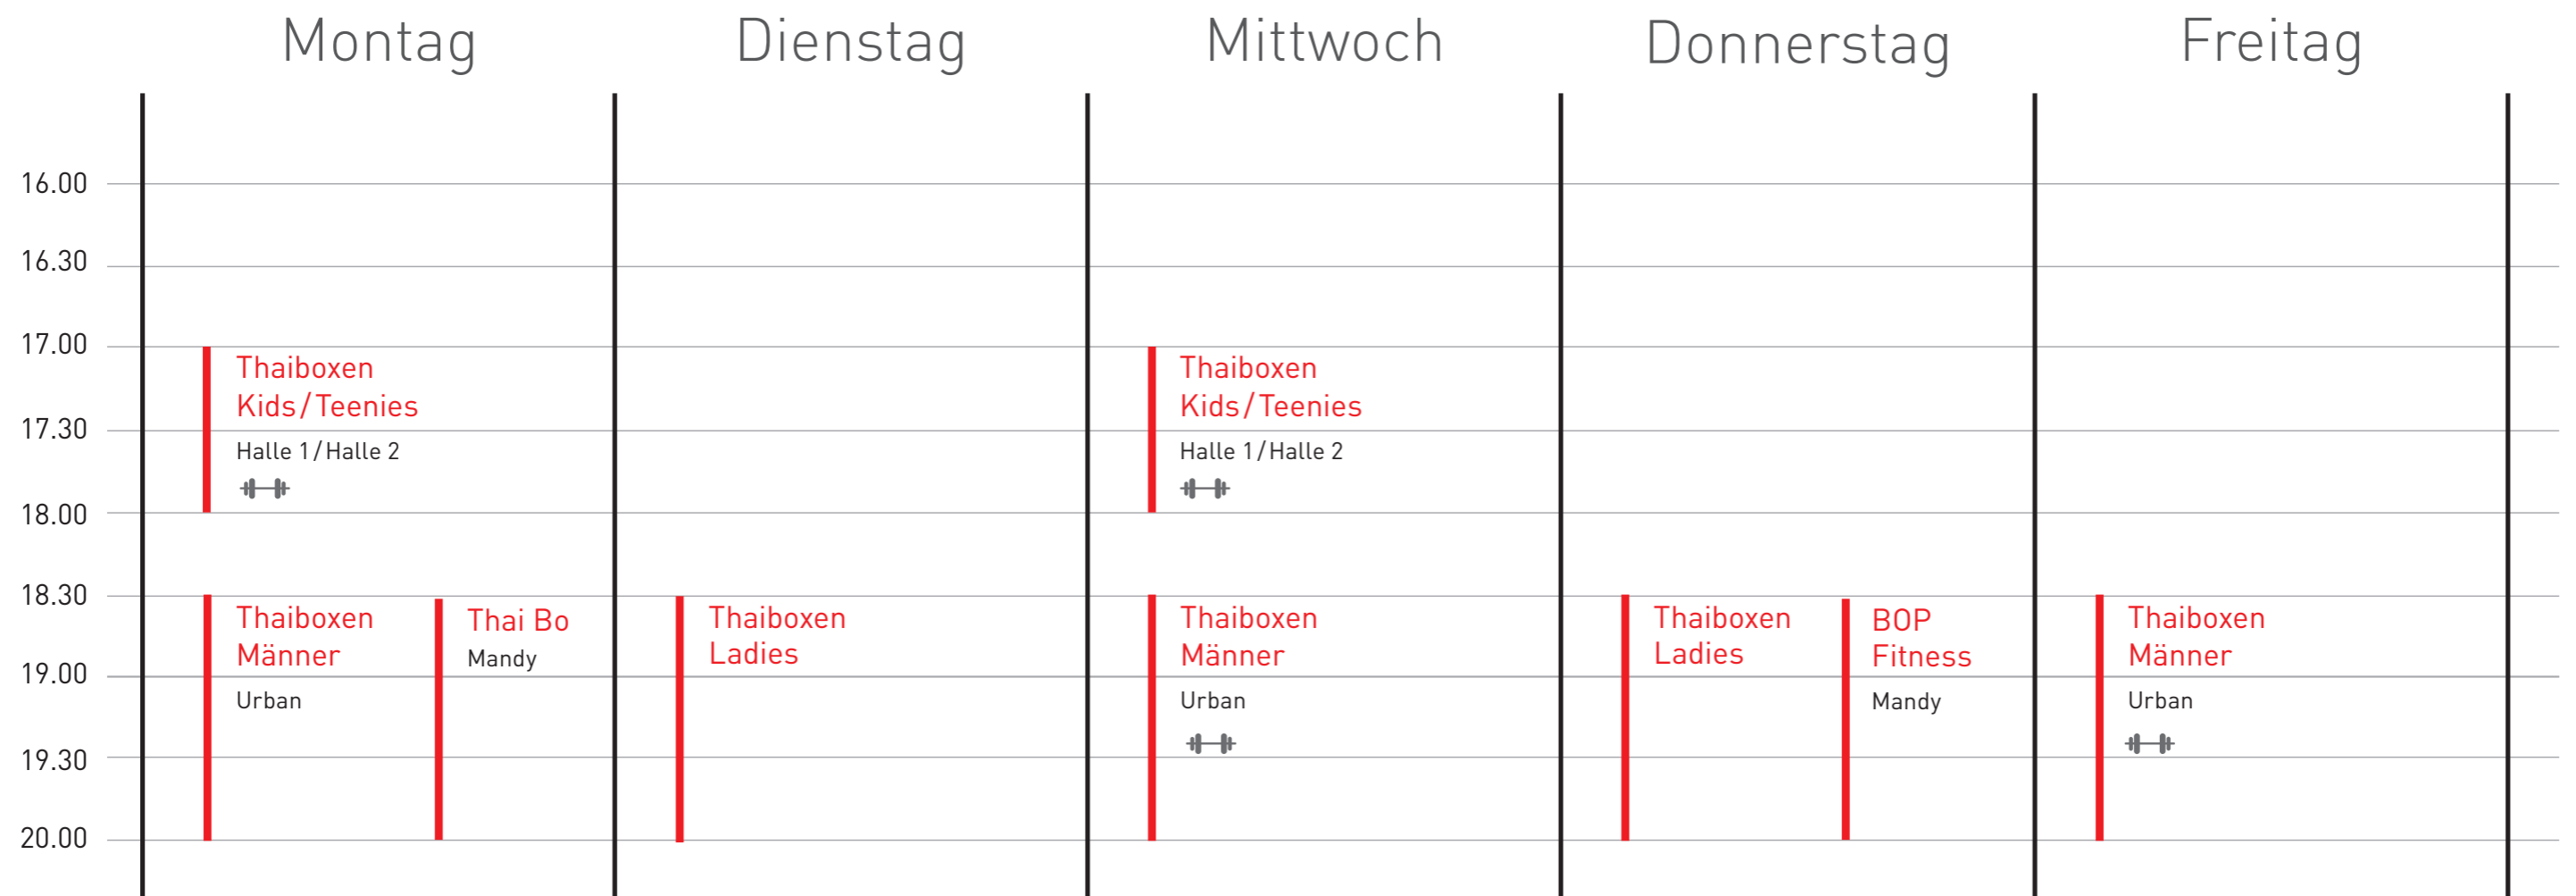 Montag Dienstag Mittwoch Donnerstag Freitag
16.00
16.30
17.00
Thaiboxen
Kids/Teenies
Thaiboxen
Kids/Teenies
17.30
Halle 1/Halle 2
Halle 1/Halle 2
18.00
18.30
Thaiboxen
Männer
Urban
Thai Bo
Mandy
Thaiboxen
Ladies
Thaiboxen
Männer
Urban
Thaiboxen
Ladies
BOP
Fitness
Mandy
Thaiboxen
Männer
Urban
19.00
19.30
20.00